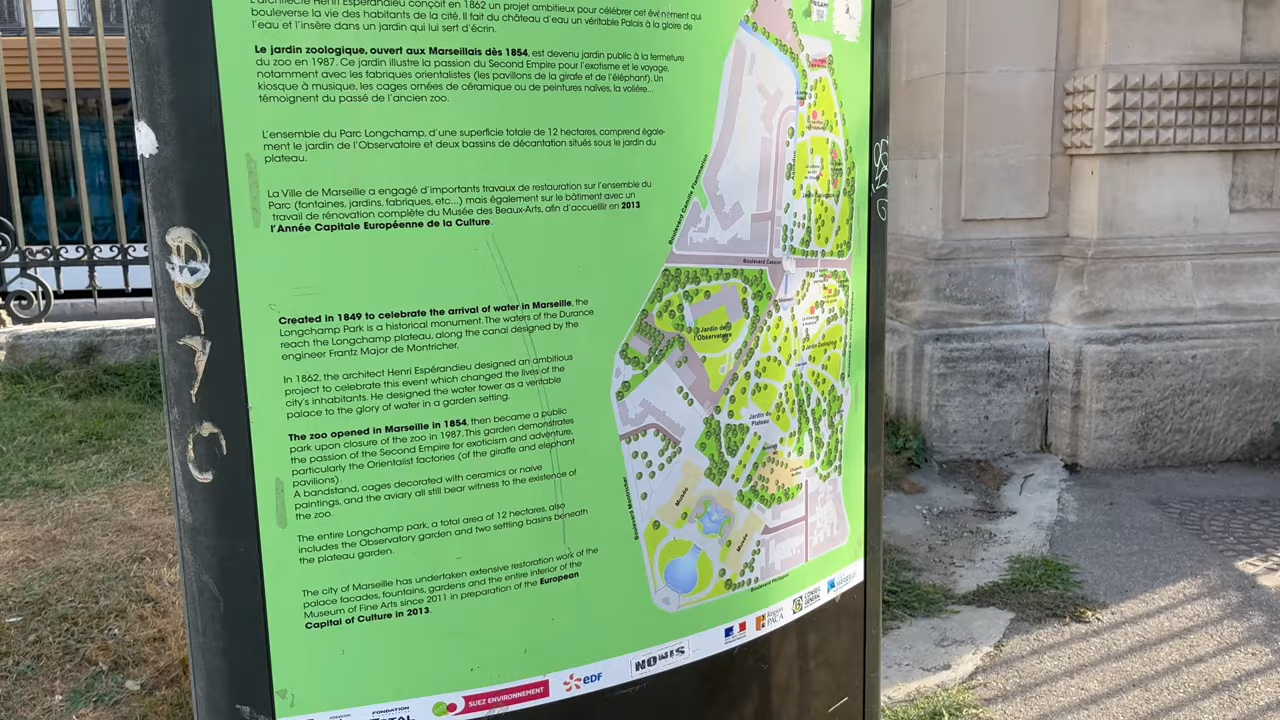 L'architecte Henri Espérandieu conçoit en 1862 un projet ambitieux pour célébrer cet événement qui
bouleverse la vie des habitants de la cité. Il fait du château d'eau un véritable Palais à la gloire de
l'eau et l'insère dans un jardin qui lui sert d'écrin.
Le jardin zoologique, ouvert aux Marseillais dès 1854, est devenu jardin public à la fermeture
du zoo en 1987. Ce jardin illustre la passion du Second Empire pour l'exotisme et le voyage,
notamment avec les fabriques orientalistes (les pavillons de la girafe et de l'éléphant). Un
kiosque à musique, les cages ornées de céramique ou de peintures naïves, la volière...
témoignent du passé de l'ancien zoo.
L'ensemble du Parc Longchamp, d'une superficie totale de 12 hectares, comprend égale-
ment le jardin de l'Observatoire et deux bassins de décantation situés sous le jardin du
plateau.
La Ville de Marseille a engagé d'importants travaux de restauration sur l'ensemble du
Parc (fontaines, jardins, fabriques, etc...) mais également sur le bâtiment avec un
travail de rénovation complète du Musée des Beaux-Arts, afin d'accueillir en 2013
l'Année Capitale Européenne de la Culture.
Created in 1849 to celebrate the arrival of water in Marseille, the
Longchamp Park is a historical monument. The waters of the Durance
reach the Longchamp plateau, along the canal designed by the
engineer Frantz Major de Montricher.
In 1862, the architect Henri Espérandieu designed an ambitious
project to celebrate this event which changed the lives of the
city's inhabitants. He designed the water tower as a veritable
palace to the glory of water in a garden setting.
The zoo opened in Marseille in 1854, then became a public
park upon closure of the zoo in 1987. This garden demonstrates
the passion of the Second Empire for exoticism and adventure,
particularly the Orientalist factories (of the giraffe and elephant
pavilions).
A bandstand, cages decorated with ceramics or naive
paintings, and the aviary all still bear witness to the existence of
the zoo.
The entire Longchamp park, a total area of 12 hectares, also
includes the Observatory garden and two settling basins beneath
the plateau garden.
The city of Marseille has undertaken extensive restoration work of the
palace facades, fountains, gardens and the entire interior of the
Museum of Fine Arts since 2011 in preparation of the European
Capital of Culture in 2013.
Boulevard Camille Flammarion
Boulevard Cassini
Jardin de
l'Observatoire
Jardin Zoologique
Jardin du
Plateau
Musée
Musée
Boulevard Montricher
Boulevard Philippon
FONDATION
SUEZ ENVIRONNEMENT
eDF
NOMIS
Région
PACA
CONSEIL
GENERAL